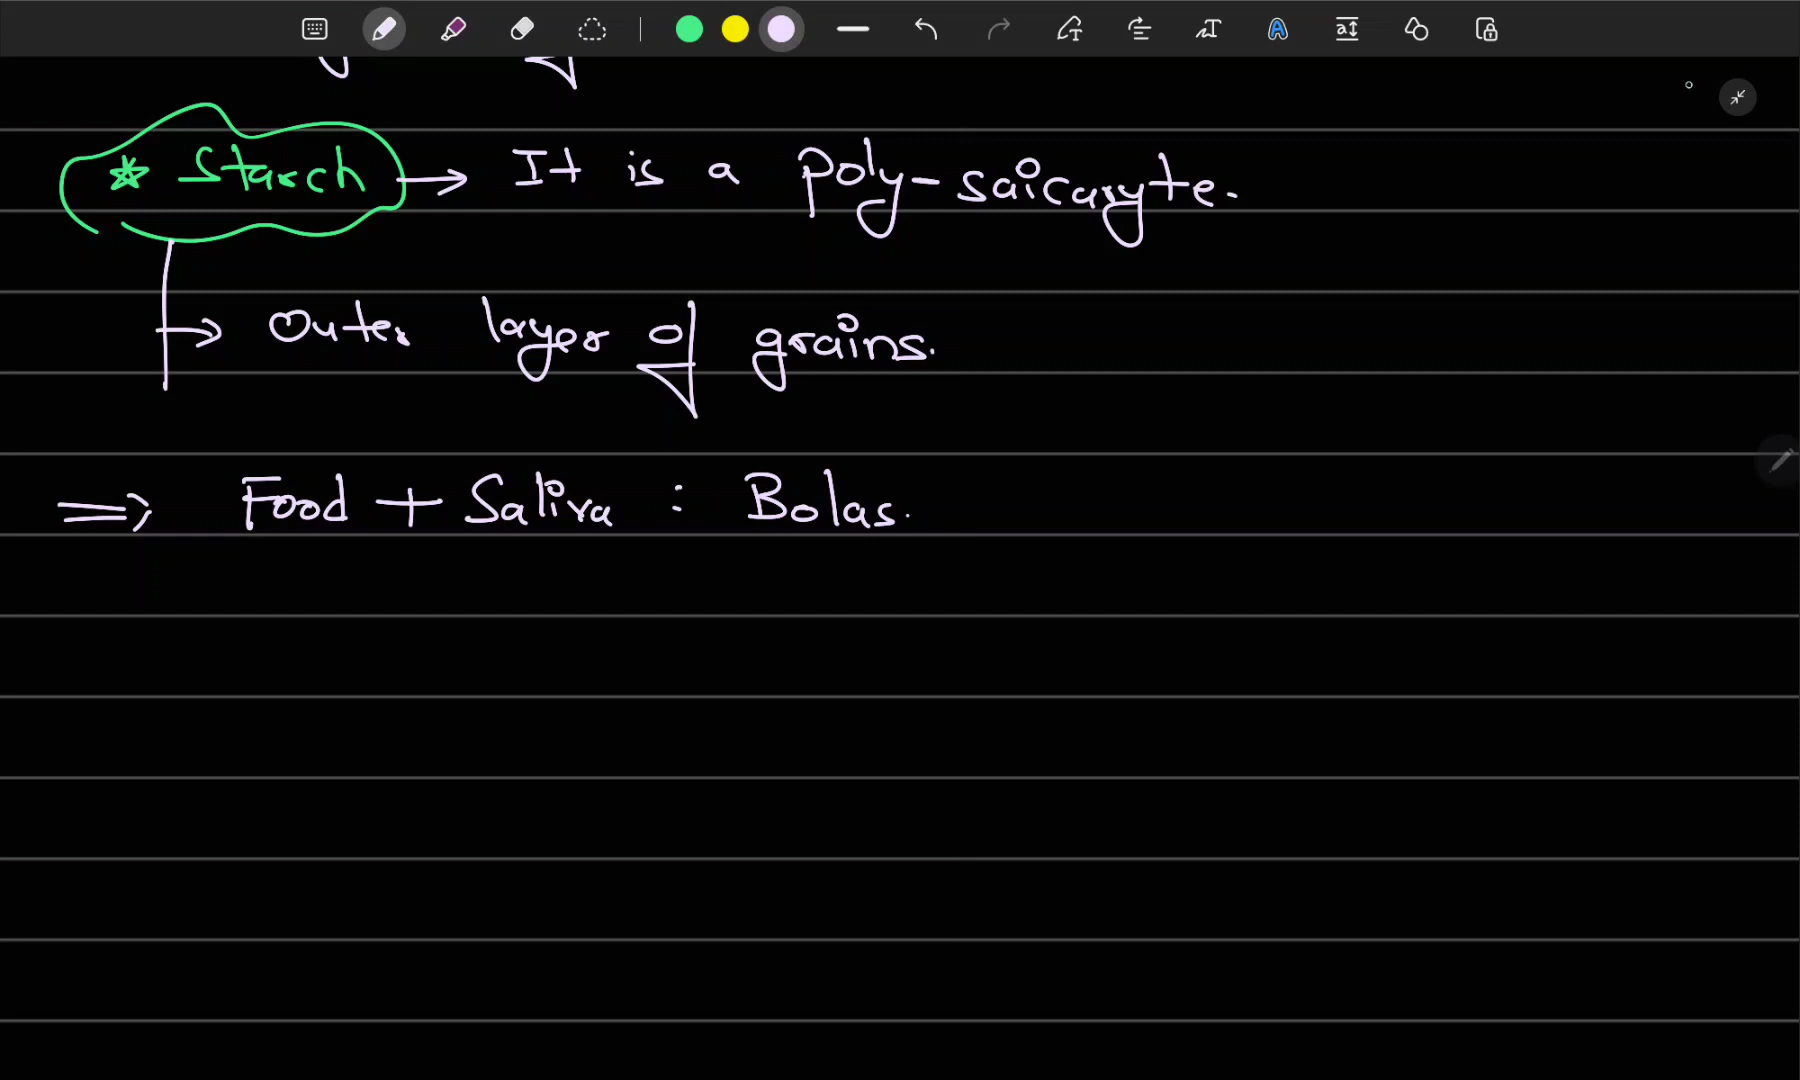 * Starch → It is a Poly-saicaryte.
→ Outer layer of grains.
⇒ Food + Saliva : Bolas.